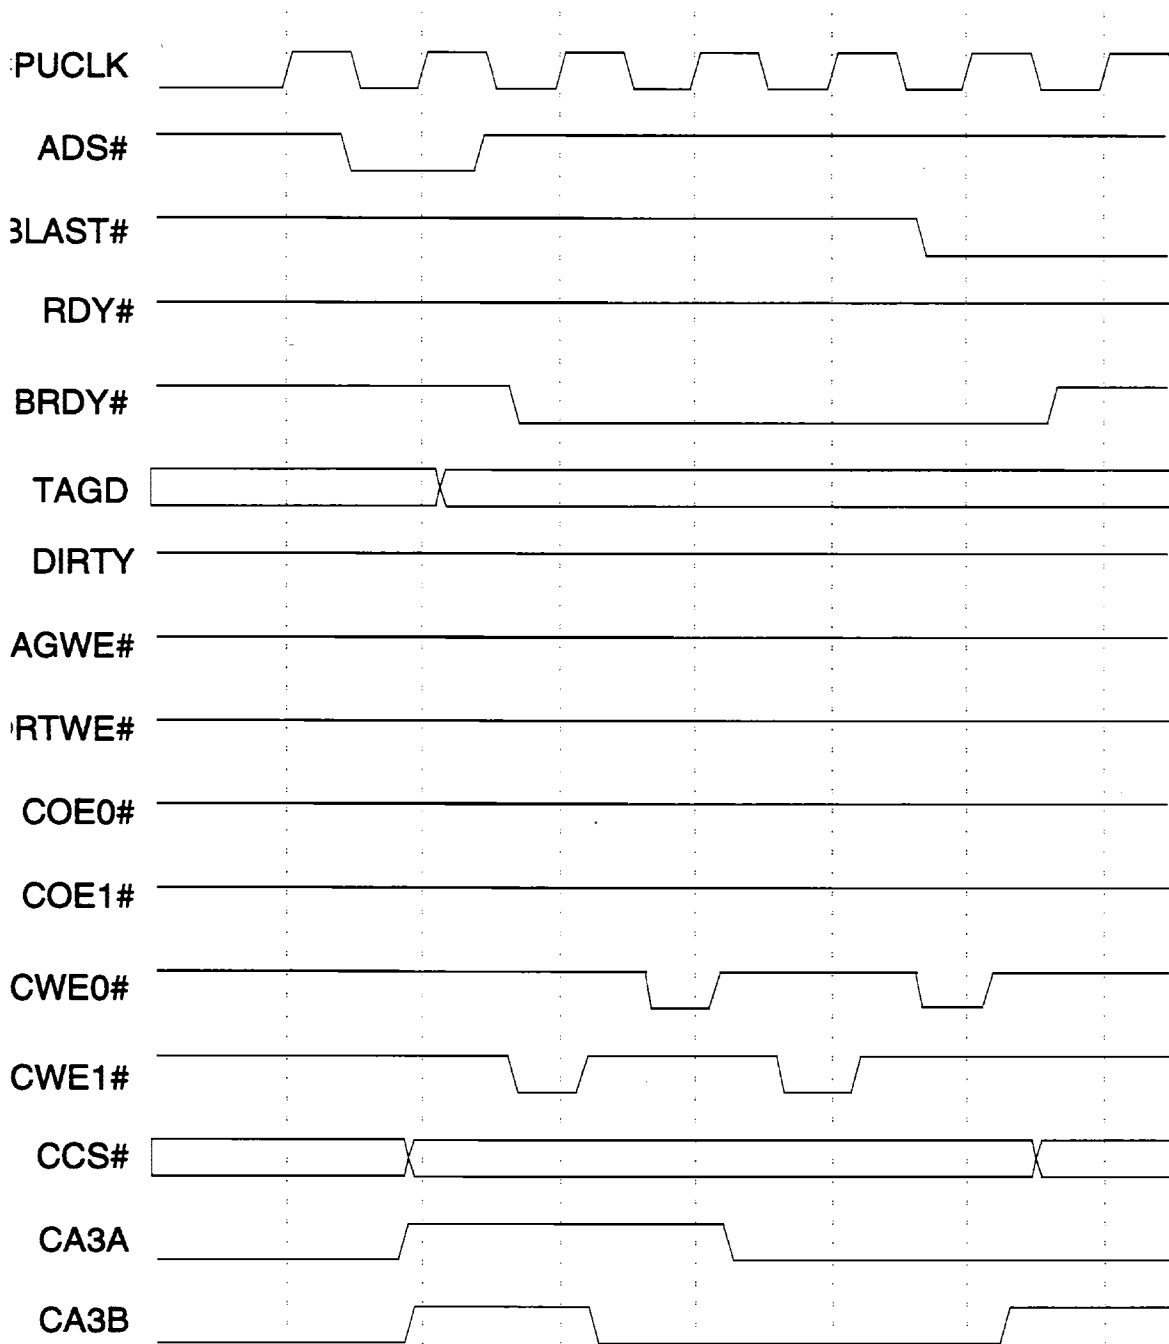 PUCLK
ADS#
BLAST#
RDY#
BRDY#
TAGD
DIRTY
AGWE#
RTWE#
COE0#
COE1#
CWE0#
CWE1#
CCS#
CA3A
CA3B